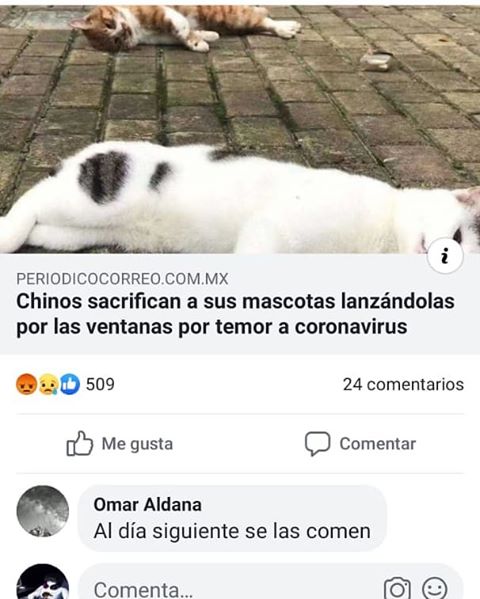 i
PERIODICOCORREO.COM.MX
Chinos sacrifican a sus mascotas lanzándolas
por las ventanas por temor a coronavirus
509
24 comentarios
Me gusta
Comentar
Omar Aldana
Al día siguiente se las comen
Comenta...